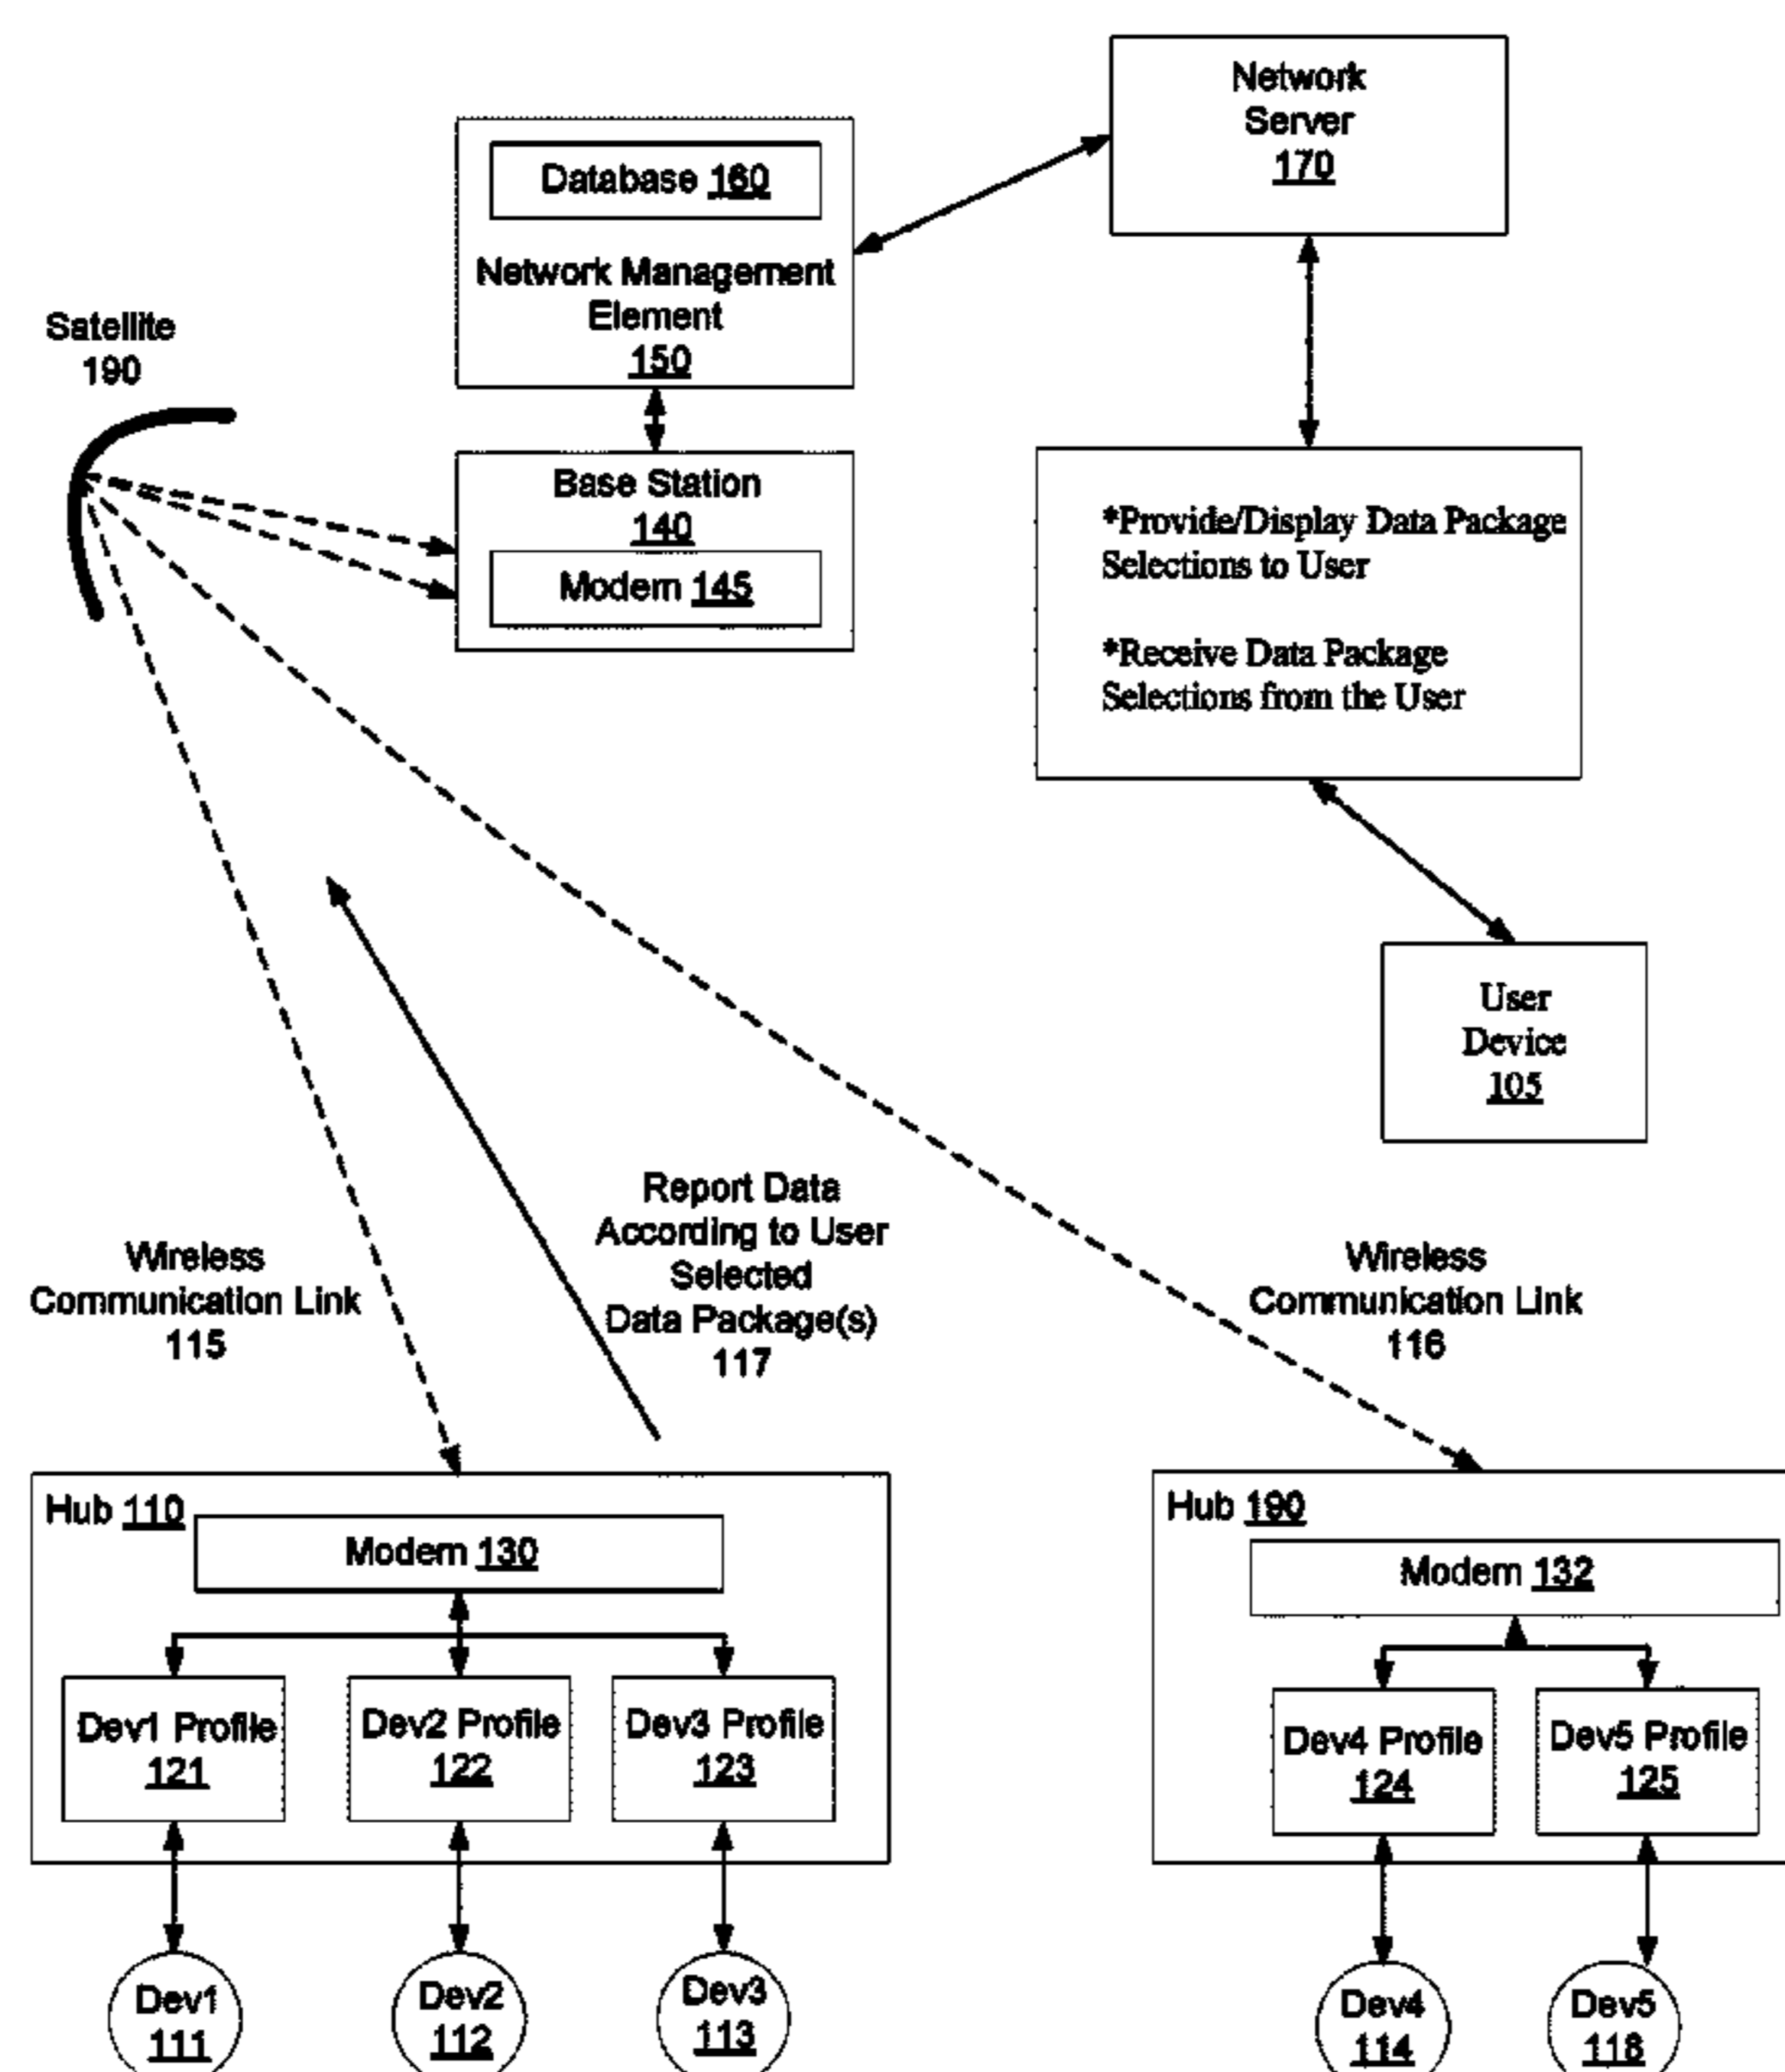 Network
Server
170
Database 160
Network Management
Element
150
Satellite
190
Base Station
140
Modem 145
*Provide/Display Data Package
Selections to User
*Receive Data Package
Selections from the User
User
Device
105
Report Data
According to User
Selected
Data Package(s)
117
Wireless
Communication Link
115
Wireless
Communication Link
116
Hub 110
Modem 130
Dev1 Profile
121
Dev2 Profile
122
Dev3 Profile
123
Hub 190
Modem 132
Dev4 Profile
124
Dev5 Profile
125
Dev1
111
Dev2
112
Dev3
113
Dev4
114
Dev5
118